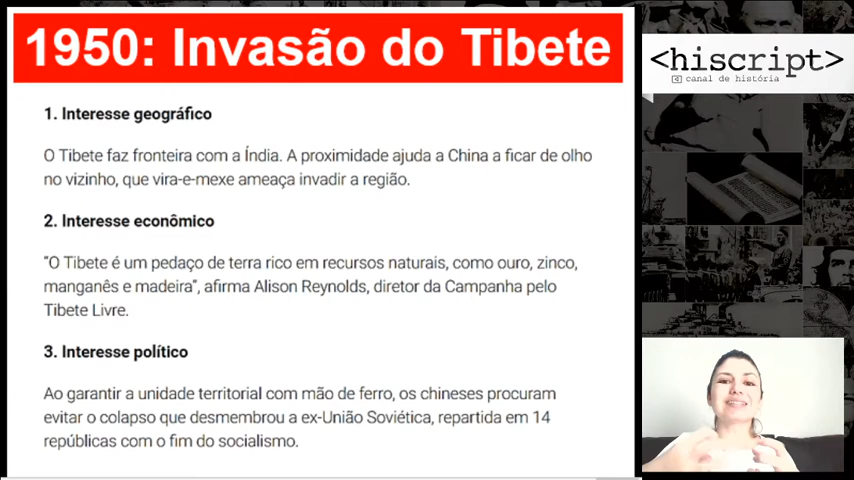 1950: Invasão do Tibete
1. Interesse geográfico
O Tibete faz fronteira com a Índia. A proximidade ajuda a China a ficar de olho
no vizinho, que vira-e-mexe ameaça invadir a região.
2. Interesse econômico
"O Tibete é um pedaço de terra rico em recursos naturais, como ouro, zinco,
manganês e madeira", afirma Alison Reynolds, diretor da Campanha pelo
Tibete Livre.
3. Interesse político
Ao garantir a unidade territorial com mão de ferro, os chineses procuram
evitar o colapso que desmembrou a ex-União Soviética, repartida em 14
repúblicas com o fim do socialismo.
<hiscript>
canal de história